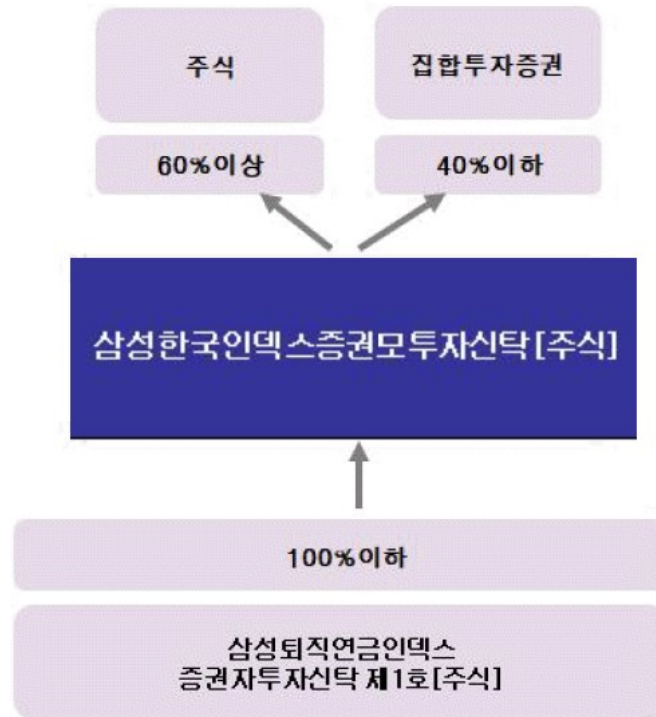 주식
집합투자증권
60%이상
40%이하
삼성한국인덱스증권모투자신탁[주식]
100%이하
삼성퇴직연금인덱스
증권자투자신탁 제1호[주식]